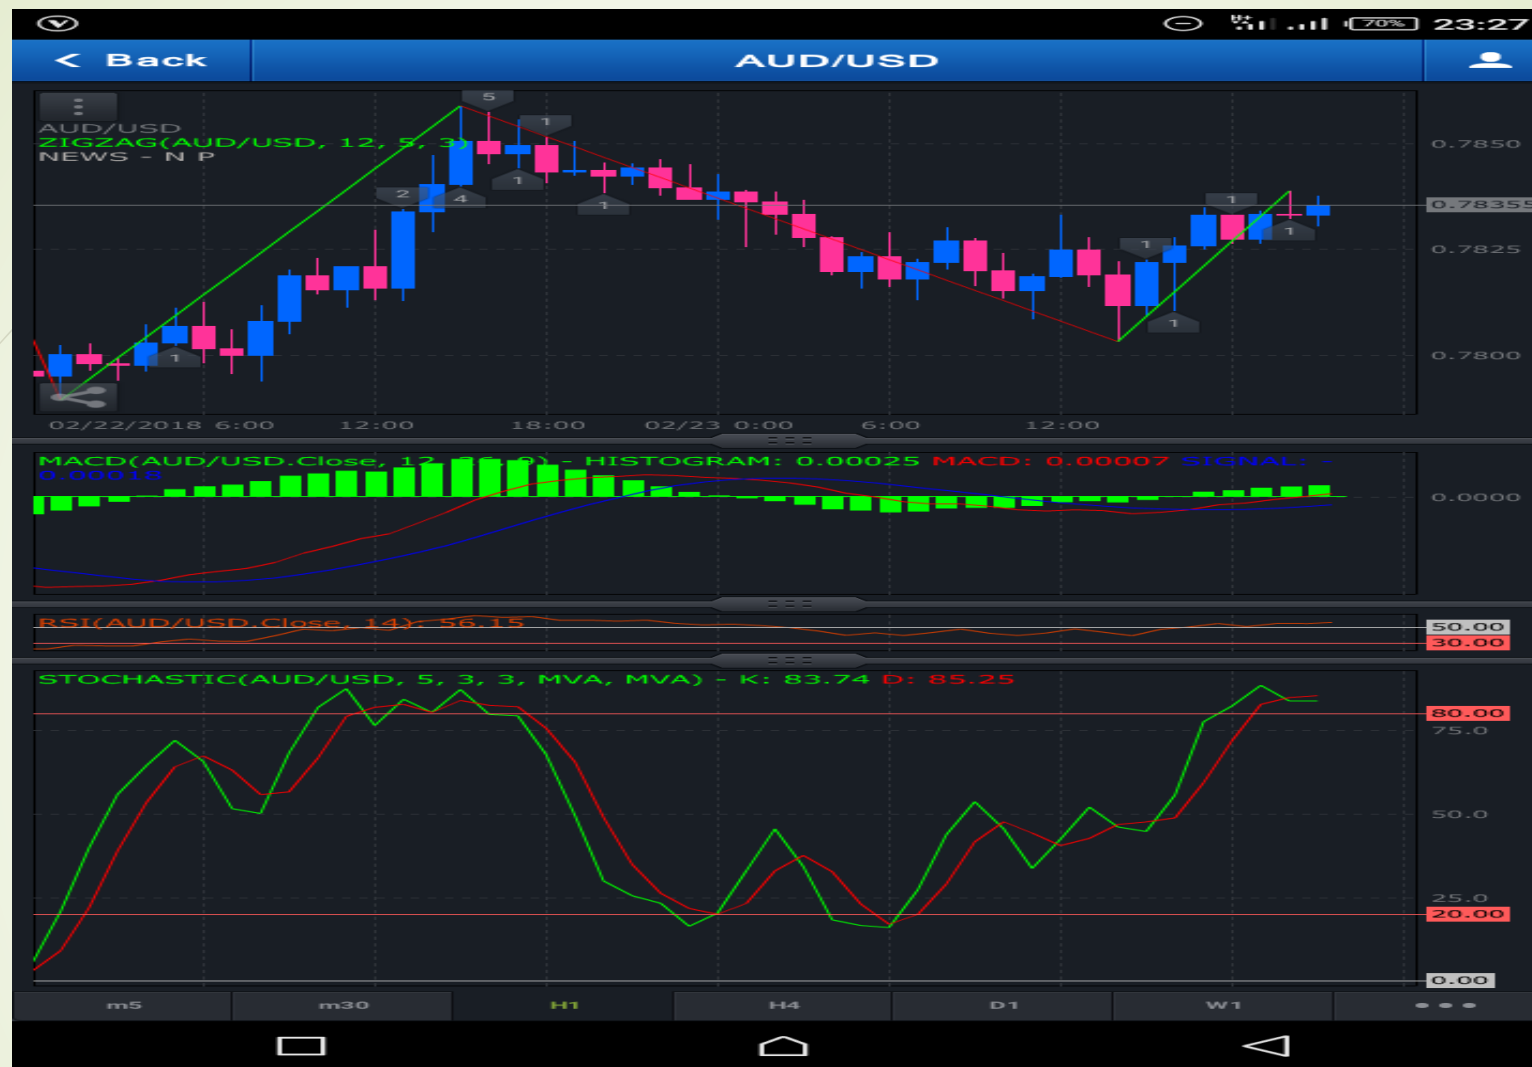 70% 23:27
< Back AUD/USD
5
1
AUD/USD
ZIGZAG(AUD/USD, 12, 5, 3)
NEWS - N P
0.7850
1
2
4
1
1
0.78355
1
1
0.7825
1
1
0.7800
02/22/2018 6:00 12:00 18:00 02/23 0:00 6:00 12:00
MACD(AUD/USD.Close, 12, 26, 9) - HISTOGRAM: 0.00025 MACD: 0.00007 SIGNAL:
0.00018
0.0000
RSI(AUD/USD.Close, 14): 56.15
50.00
30.00
STOCHASTIC(AUD/USD, 5, 3, 3, MVA, MVA) - K: 83.74 D: 85.25
80.00
75.0
50.0
25.0
20.00
0.00
m5 m30 H1 H4 D1 W1